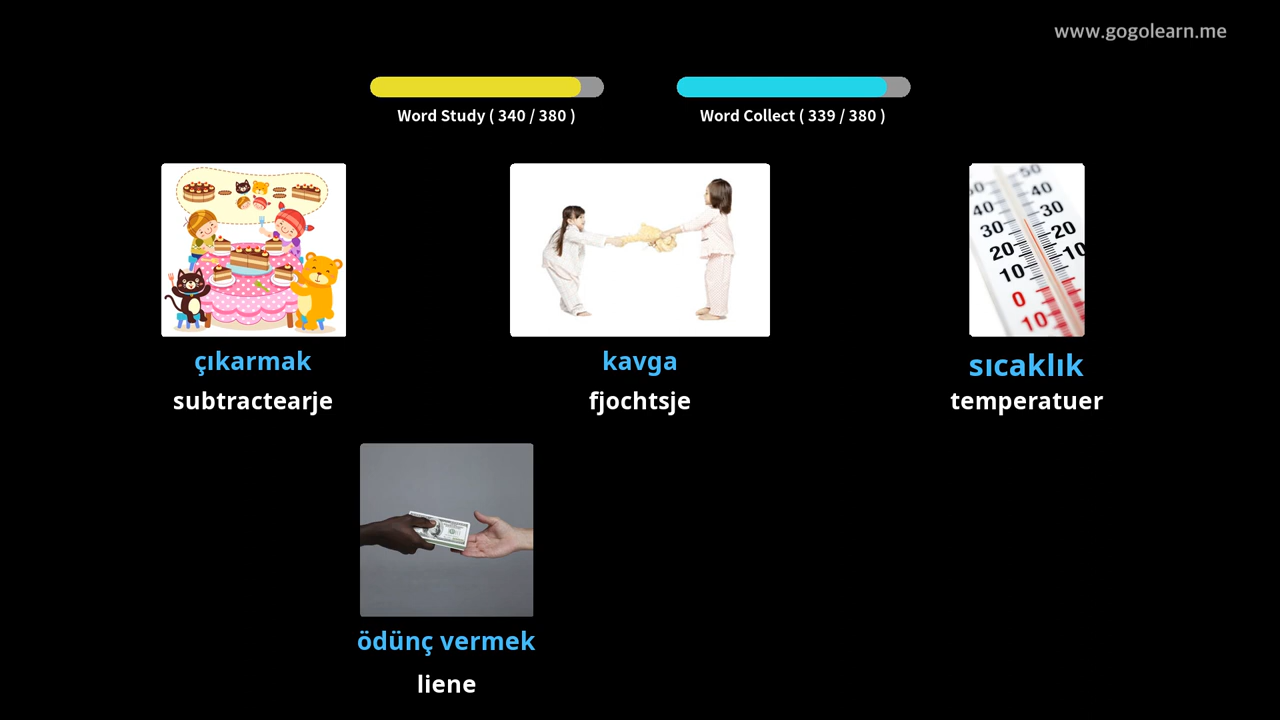 www.gogolearn.me
Word Study ( 340 / 380 )
Word Collect ( 339 / 380 )
çıkarmak
kavga
sıcaklık
subtractearje
fjochtsje
temperatuer
ödünç vermek
liene